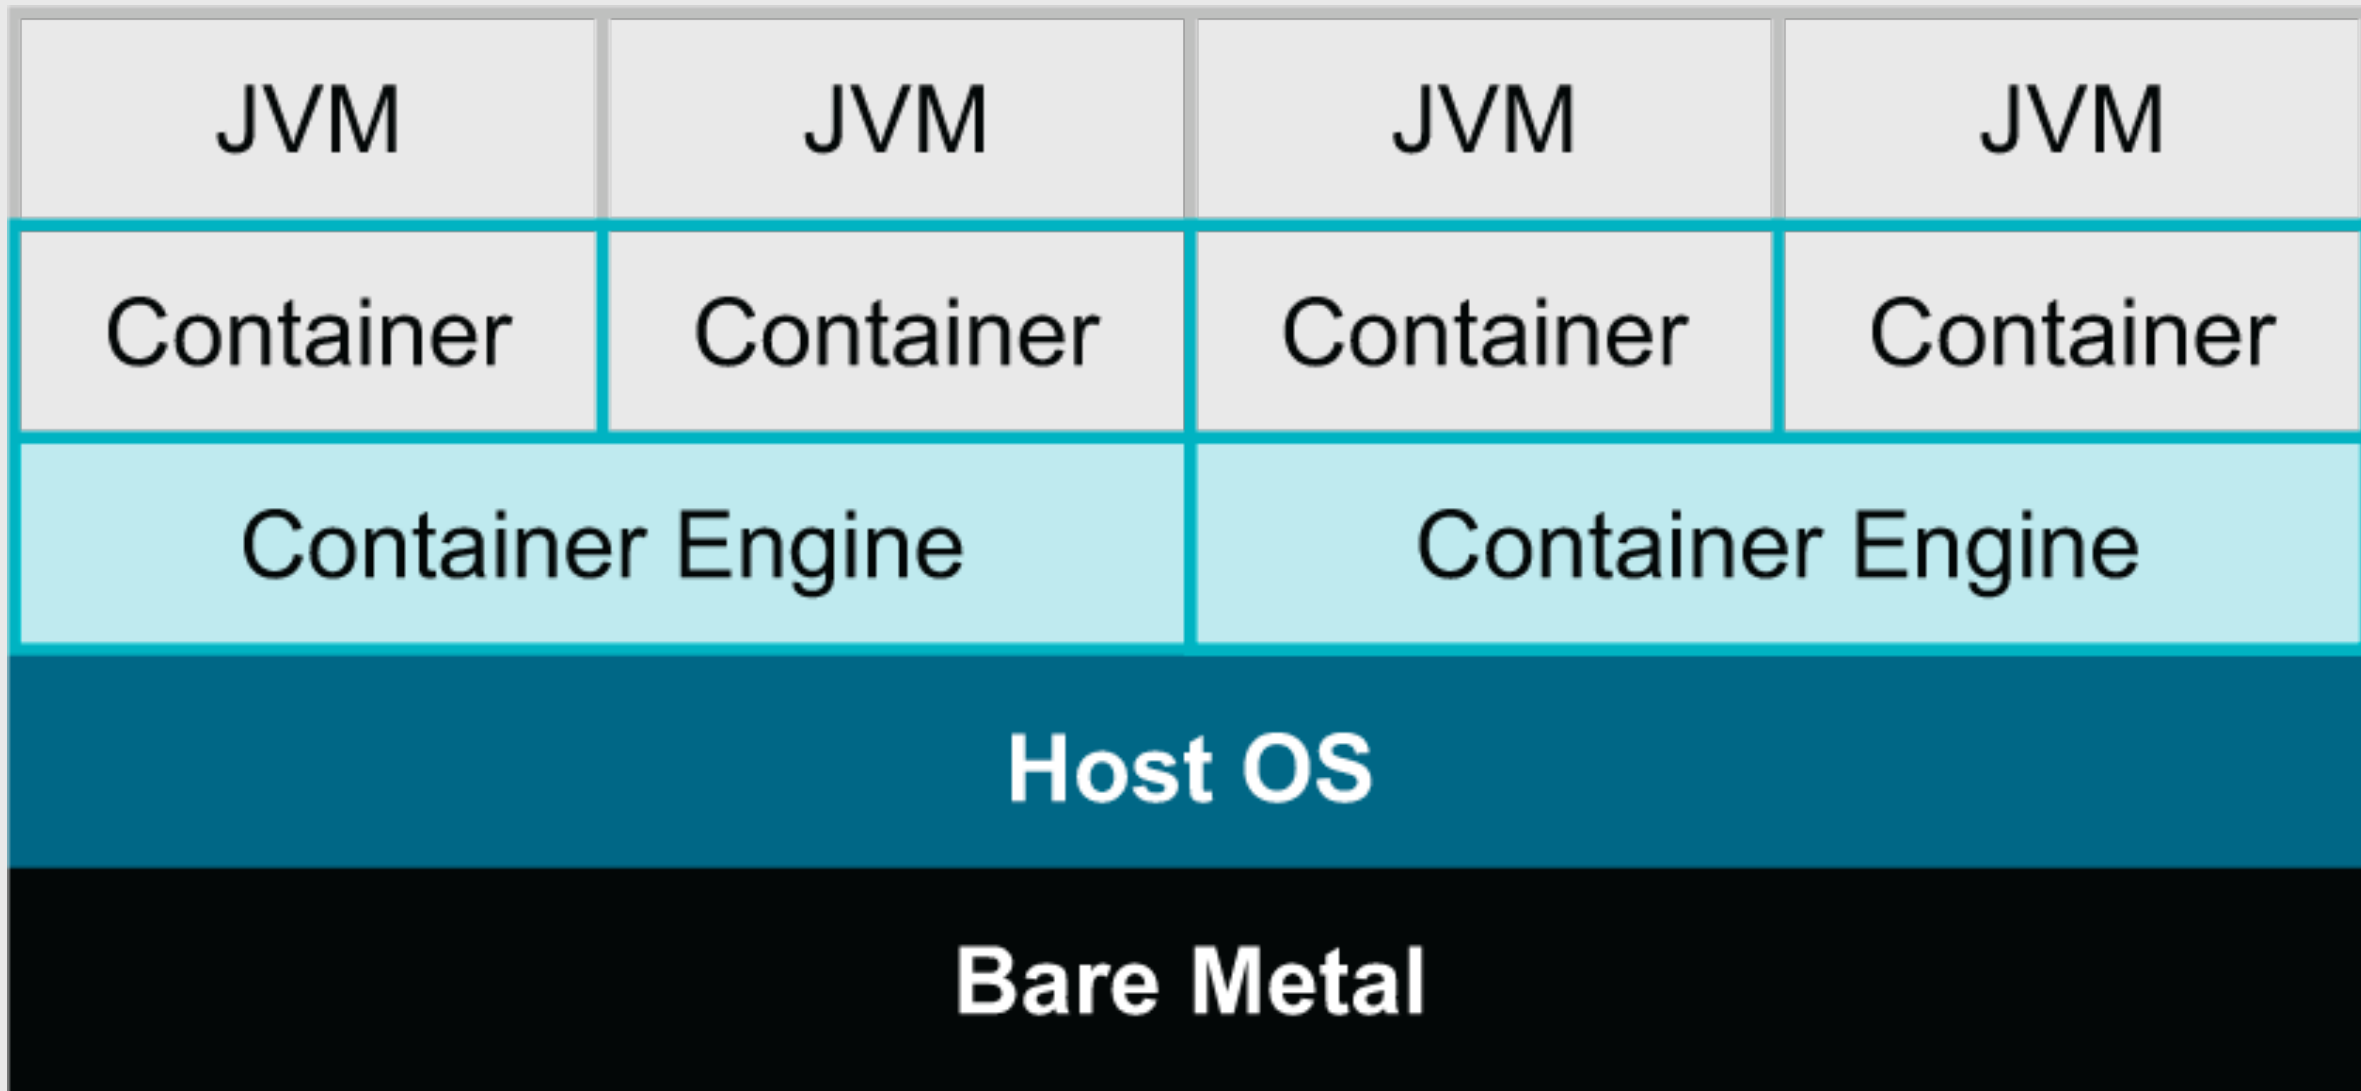 JVM JVM JVM JVM
Container Container Container Container
Container Engine Container Engine
Host OS
Bare Metal